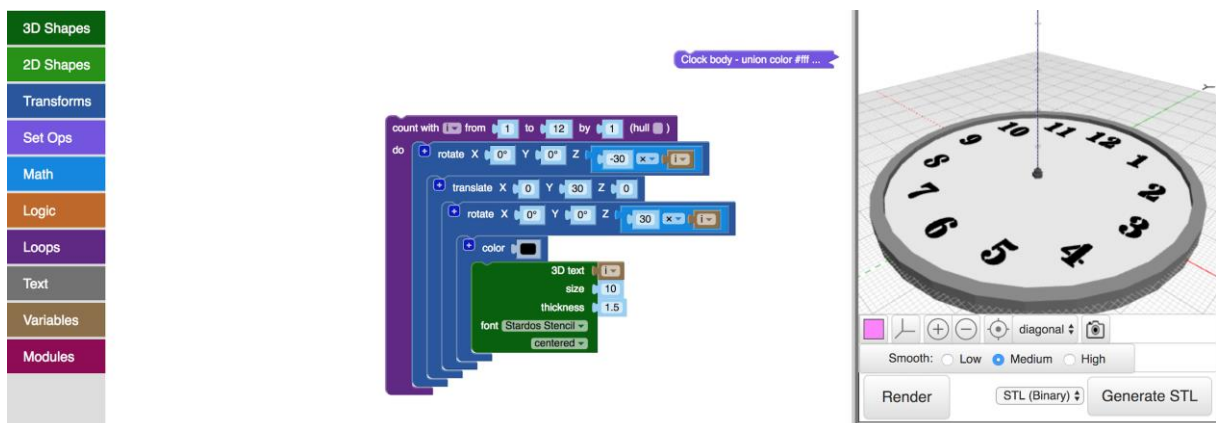 3D Shapes
2D Shapes
Transforms
Set Ops
Math
Logic
Loops
Text
Variables
Modules
Clock body - union color #fff ...
count with i from 1 to 12 by 1 (hull )
do
rotate X 0° Y 0° Z -30 × i
translate X 0 Y 30 Z 0
rotate X 0° Y 0° Z 30 × i
color
3D text i
size 10
thickness 1.5
font Stardos Stencil
centered
Y
10 11 12 1
9 2
8 3
7 4
6 5
diagonal
Smooth: Low Medium High
Render STL (Binary) Generate STL